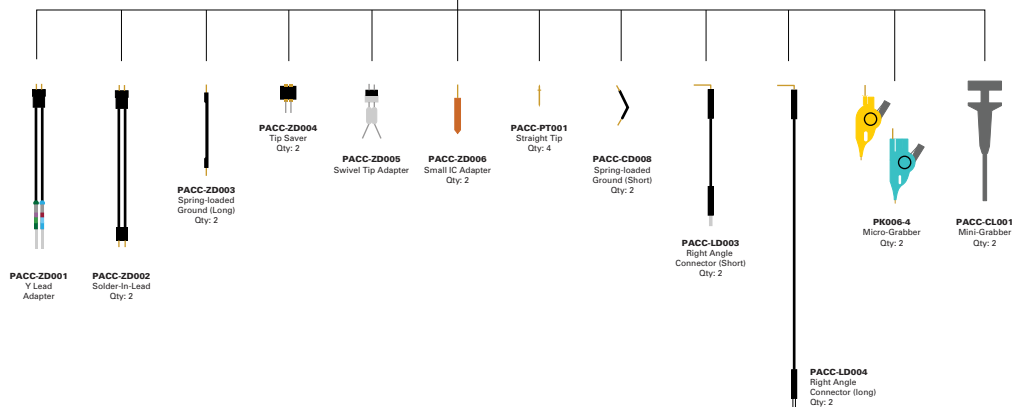 PACC-ZD001
Y Lead
Adapter
PACC-ZD002
Solder-In-Lead
Qty: 2
PACC-ZD003
Spring-loaded
Ground (Long)
Qty: 2
PACC-ZD004
Tip Saver
Qty: 2
PACC-ZD005
Swivel Tip Adapter
PACC-ZD006
Small IC Adapter
Qty: 2
PACC-PT001
Straight Tip
Qty: 4
PACC-CD008
Spring-loaded
Ground (Short)
Qty: 2
PACC-LD003
Right Angle
Connector (Short)
Qty: 2
PACC-LD004
Right Angle
Connector (long)
Qty: 2
PK006-4
Micro-Grabber
Qty: 2
PACC-CL001
Mini-Grabber
Qty: 2